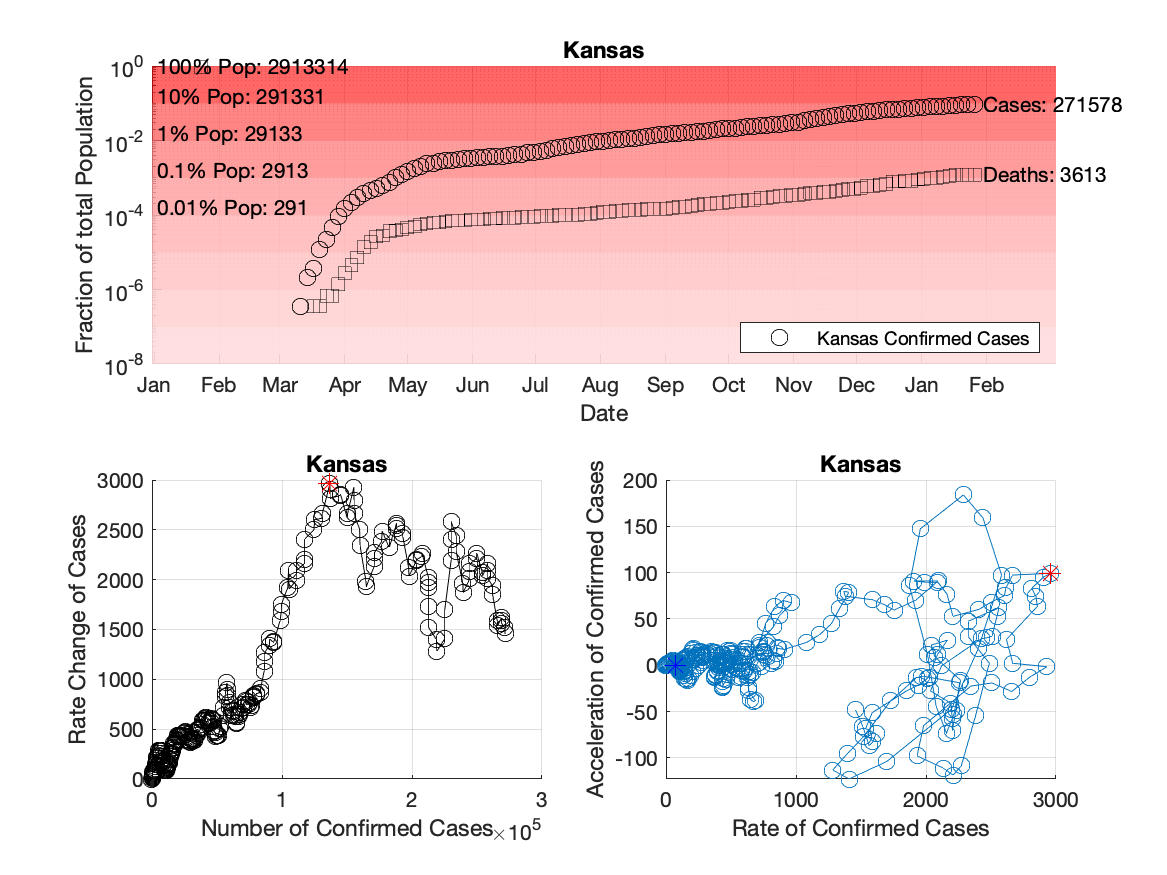 Kansas
Fraction of total Population
10^0
10^-2
10^-4
10^-6
10^-8
100% Pop: 2913314
10% Pop: 291331
1% Pop: 29133
0.1% Pop: 2913
0.01% Pop: 291
Cases: 271578
Deaths: 3613
Kansas Confirmed Cases
Jan Feb Mar Apr May Jun Jul Aug Sep Oct Nov Dec Jan Feb
Date
Kansas
Rate Change of Cases
3000
2500
2000
1500
1000
500
0
0 1 2 3
Number of Confirmed Cases ×10^5
Kansas
Acceleration of Confirmed Cases
200
150
100
50
0
-50
-100
0 1000 2000 3000
Rate of Confirmed Cases